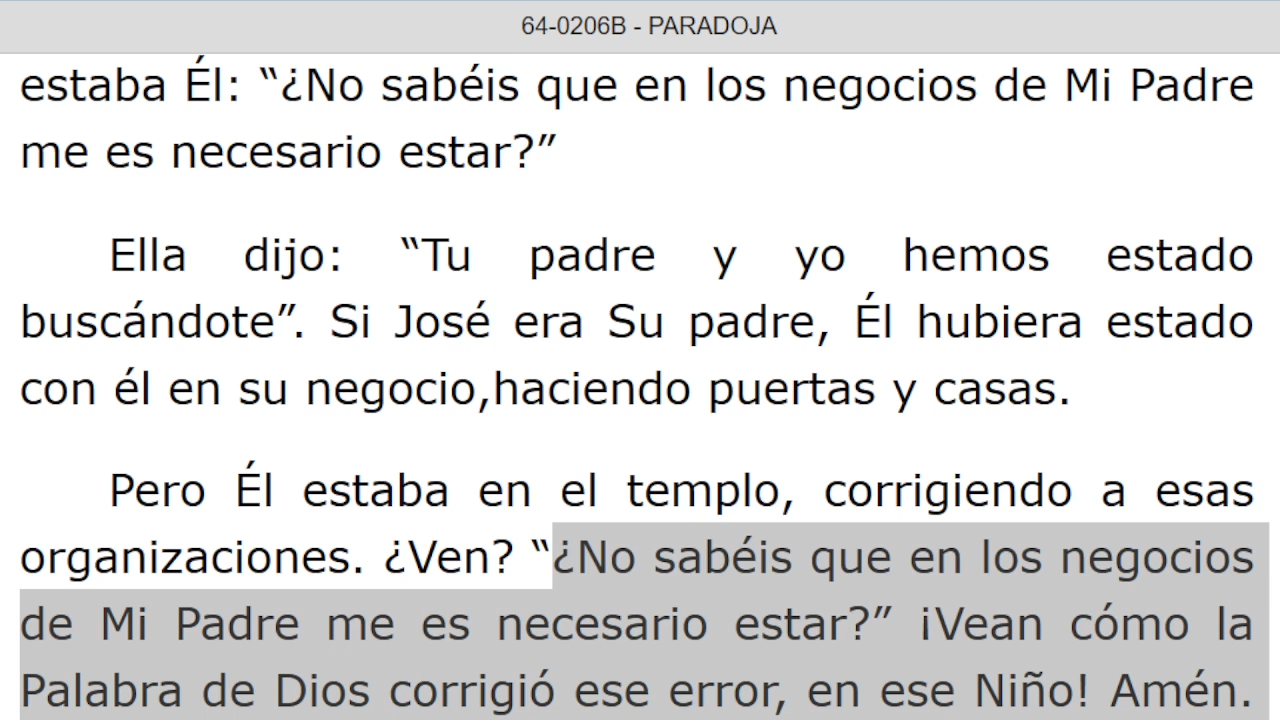 64-0206B - PARADOJA
estaba Él: “¿No sabéis que en los negocios de Mi Padre
me es necesario estar?”
Ella dijo: “Tu padre y yo hemos estado
buscándote”. Si José era Su padre, Él hubiera estado
con él en su negocio,haciendo puertas y casas.
Pero Él estaba en el templo, corrigiendo a esas
organizaciones. ¿Ven? “¿No sabéis que en los negocios
de Mi Padre me es necesario estar?” ¡Vean cómo la
Palabra de Dios corrigió ese error, en ese Niño! Amén.